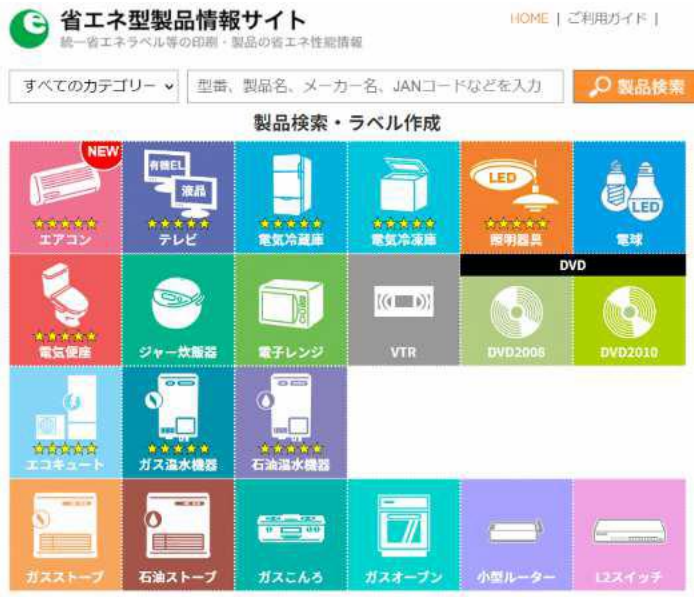 省エネ型製品情報サイト
統一省エネラベル等の印刷・製品の省エネ性能情報
HOME | ご利用ガイド |
すべてのカテゴリー
型番、製品名、メーカー名、JANコードなどを入力
製品検索
製品検索・ラベル作成
NEW
エアコン
有機EL
液晶
テレビ
電気冷蔵庫
電気冷凍庫
LED
照明器具
LED
電球
電気便座
ジャー炊飯器
電子レンジ
VTR
DVD
DVD2006
DVD2010
エコキュート
ガス温水機器
石油温水機器
ガスストーブ
石油ストーブ
ガスこんろ
ガスオーブン
小型ルーター
L2スイッチ